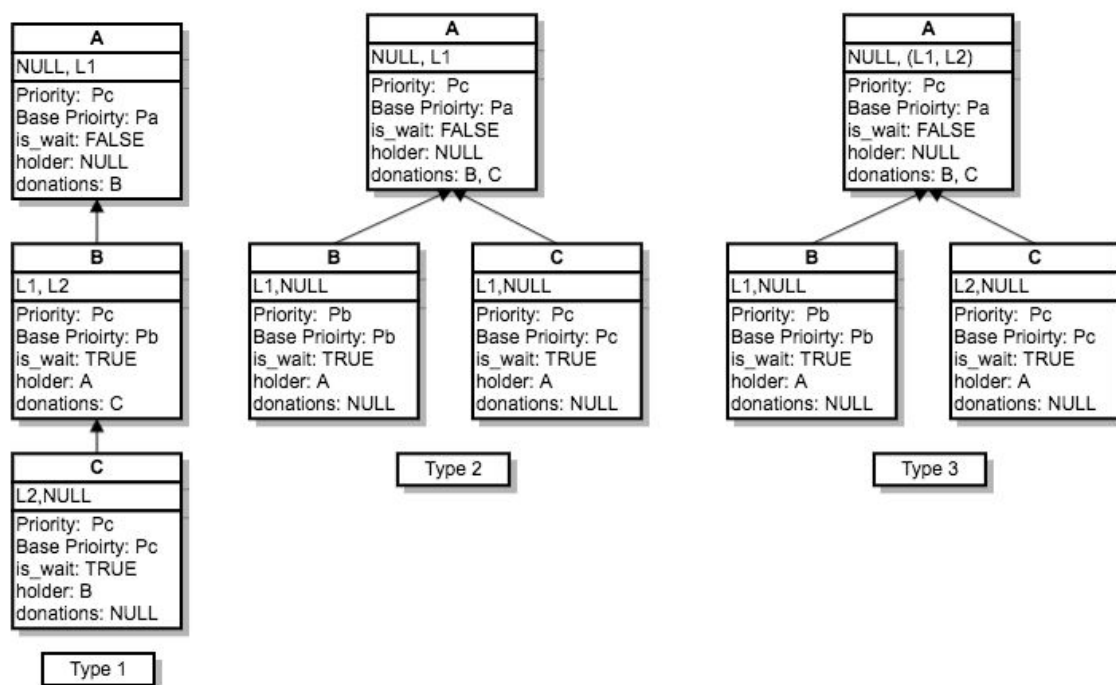 A
NULL, L1
Priority: Pc
Base Prioirty: Pa
is_wait: FALSE
holder: NULL
donations: B
B
L1, L2
Priority: Pc
Base Prioirty: Pb
is_wait: TRUE
holder: A
donations: C
C
L2,NULL
Priority: Pc
Base Prioirty: Pc
is_wait: TRUE
holder: B
donations: NULL
Type 1
A
NULL, L1
Priority: Pc
Base Prioirty: Pa
is_wait: FALSE
holder: NULL
donations: B, C
B
L1,NULL
Priority: Pb
Base Prioirty: Pb
is_wait: TRUE
holder: A
donations: NULL
C
L1,NULL
Priority: Pc
Base Prioirty: Pc
is_wait: TRUE
holder: A
donations: NULL
Type 2
A
NULL, (L1, L2)
Priority: Pc
Base Prioirty: Pa
is_wait: FALSE
holder: NULL
donations: B, C
B
L1,NULL
Priority: Pb
Base Prioirty: Pb
is_wait: TRUE
holder: A
donations: NULL
C
L2,NULL
Priority: Pc
Base Prioirty: Pc
is_wait: TRUE
holder: A
donations: NULL
Type 3